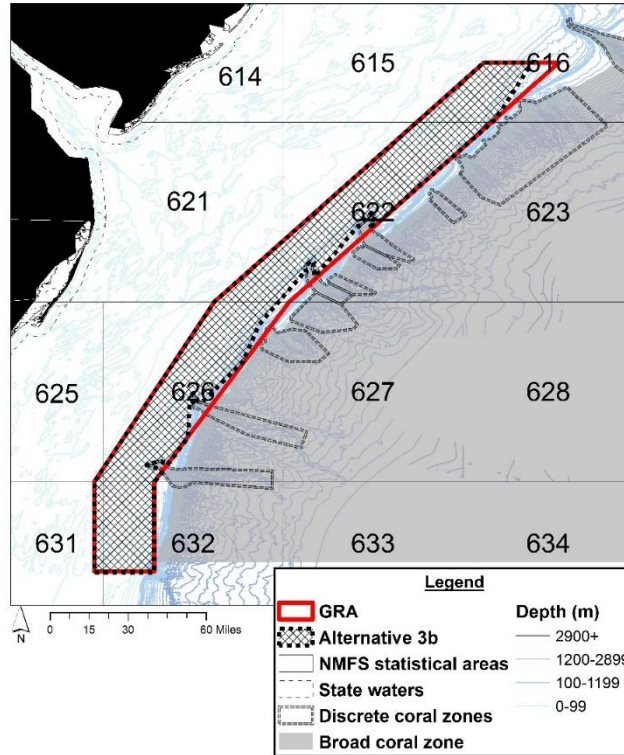 614
615
616
621
622
623
625
626
627
628
631
632
633
634
N
0 15 30 60 Miles
Legend
GRA
Alternative 3b
NMFS statistical areas
State waters
Discrete coral zones
Broad coral zone
Depth (m)
2900+
1200-2899
100-1199
0-99